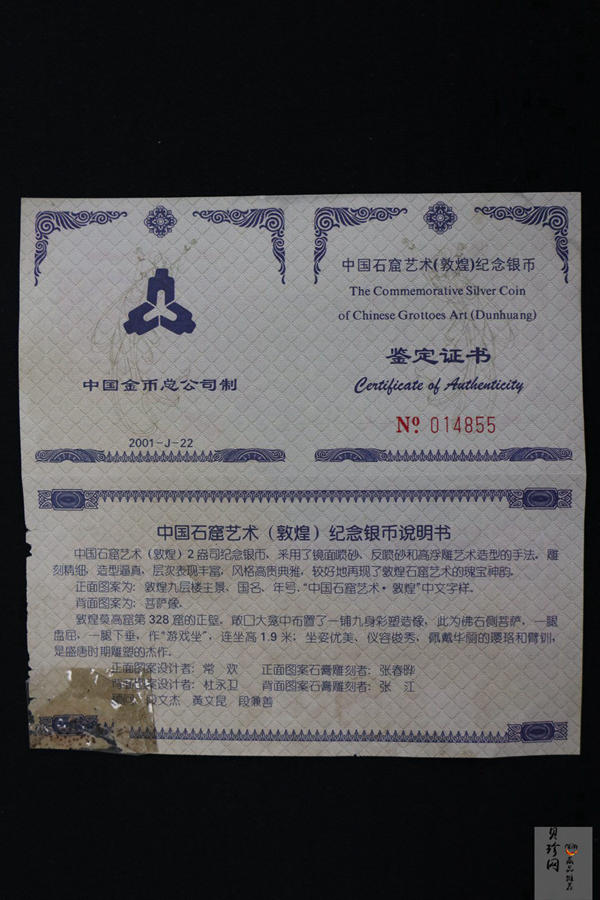 中国金币总公司制
2001-J-22
中国石窟艺术(敦煌)纪念银币
The Commemorative Silver Coin
of Chinese Grottoes Art (Dunhuang)
鉴定证书
Certificate of Authenticity
Nº 014855
中国石窟艺术(敦煌)纪念银币说明书
中国石窟艺术(敦煌)2盎司纪念银币,采用了镜面喷砂、反喷砂和高浮雕艺术造型的手法,雕
刻精细,造型逼真,层次表现丰富,风格高贵典雅,较好地再现了敦煌石窟艺术的瑰宝神韵。
正面图案为:敦煌九层楼主景、国名、年号、“中国石窟艺术·敦煌”中文字样。
背面图案为:菩萨像。
敦煌莫高窟第328窟的正壁,敞口大龛中布置了一铺九身彩塑造像,此为佛右侧菩萨,一腿
盘屈,一腿下垂,作“游戏坐”,连坐高1.9米;坐姿优美、仪容俊秀,佩戴华丽的璎珞和臂钏,
是盛唐时期雕塑的杰作。
正面图案设计者:常 欢 正面图案石膏雕刻者:张春晔
背面图案设计者:杜永卫 背面图案石膏雕刻者:张 江
顾问:段文杰 黄文昆 段兼善
贝珍网
藏品推荐